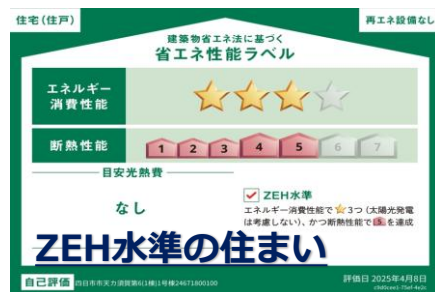 住宅(住戸)
再エネ設備なし
建築物省エネ法に基づく
省エネ性能ラベル
エネルギー
消費性能
断熱性能
1 2 3 4 5 6 7
目安光熱費
なし
ZEH水準
エネルギー消費性能で★3つ(太陽光発電
は考慮しない)、かつ断熱性能で5を達成
ZEH水準の住まい
自己評価
評価日 2025年4月8日